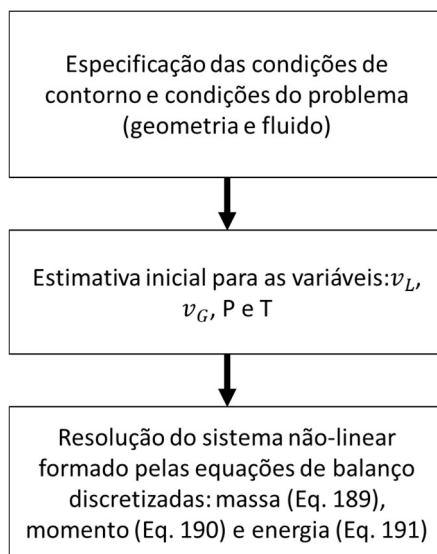 Especificação das condições de
contorno e condições do problema
(geometria e fluido)
Estimativa inicial para as variáveis:v_L,
v_G, P e T
Resolução do sistema não-linear
formado pelas equações de balanço
discretizadas: massa (Eq. 189),
momento (Eq. 190) e energia (Eq. 191)